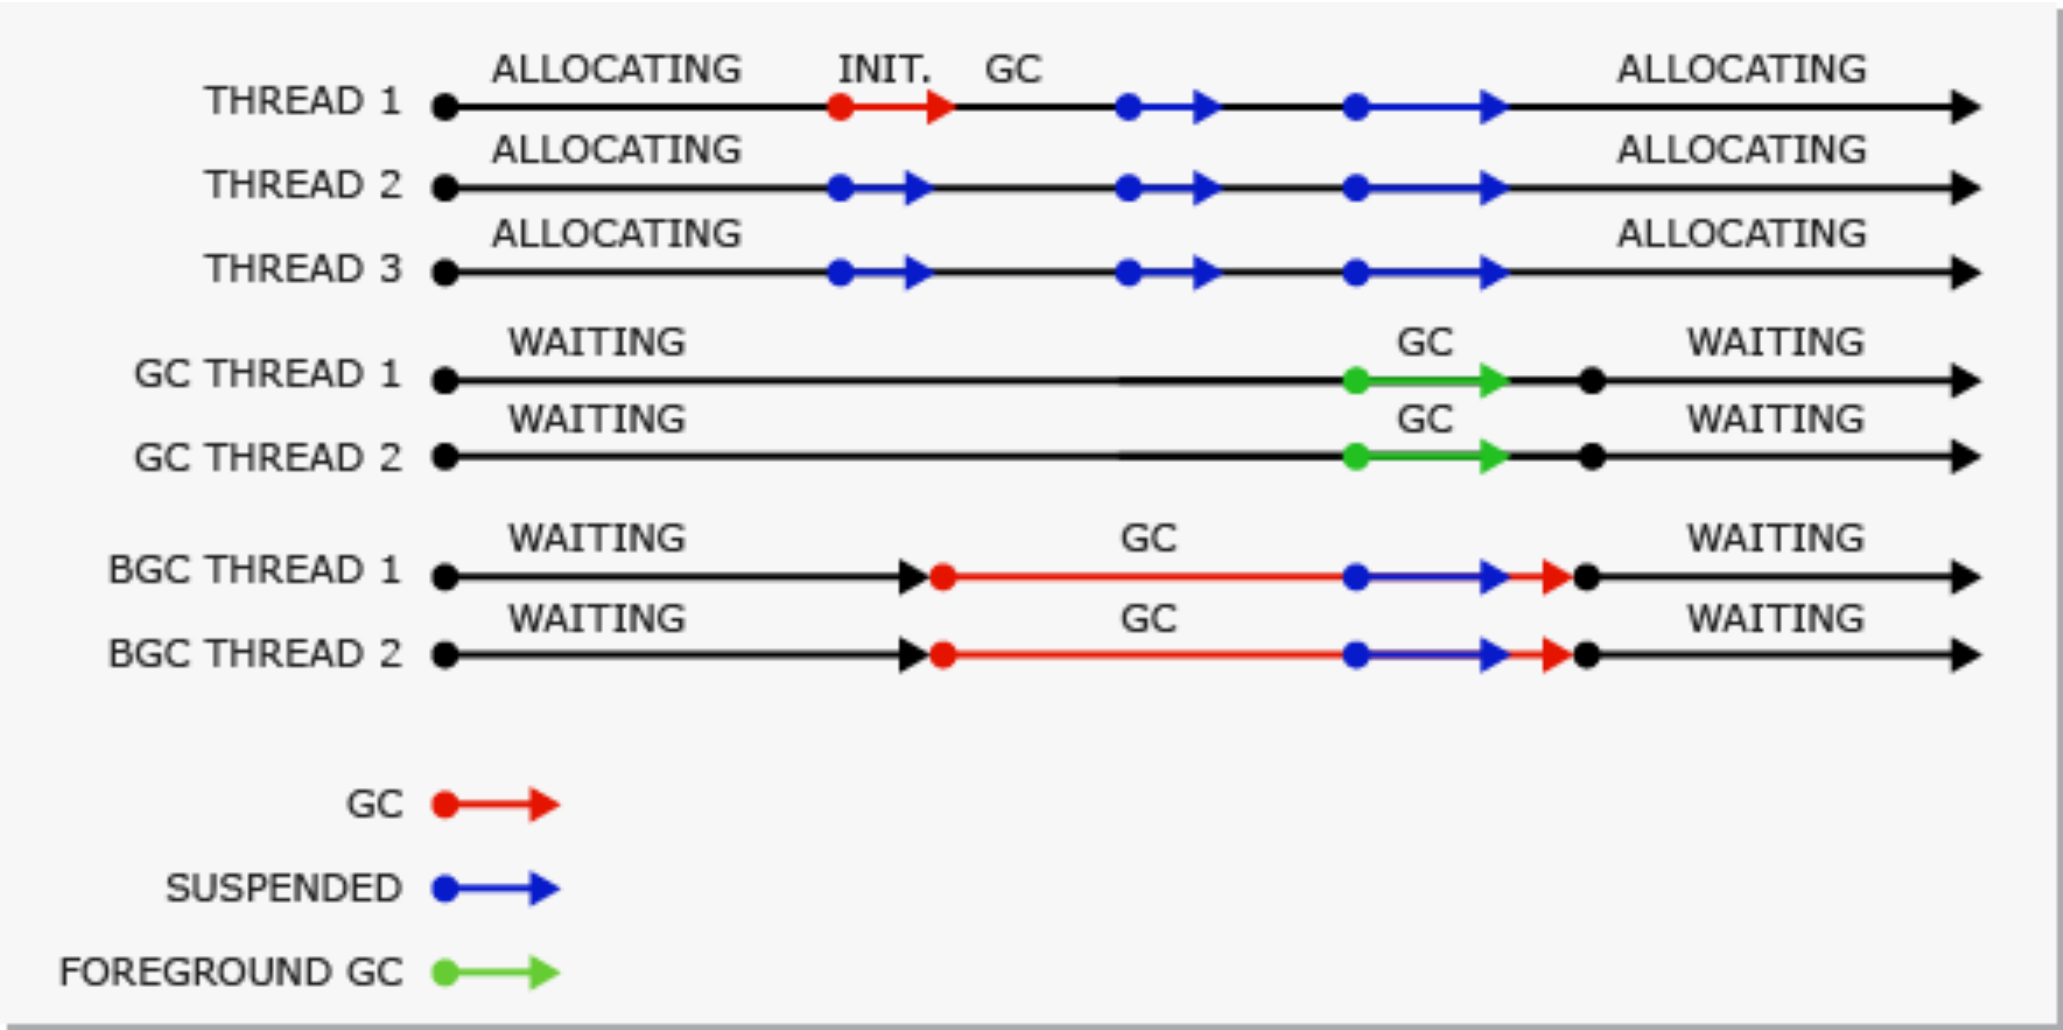 ALLOCATING INIT. GC ALLOCATING
THREAD 1
ALLOCATING ALLOCATING
THREAD 2
ALLOCATING ALLOCATING
THREAD 3
WAITING GC WAITING
GC THREAD 1
WAITING GC WAITING
GC THREAD 2
WAITING GC WAITING
BGC THREAD 1
WAITING GC WAITING
BGC THREAD 2
GC
SUSPENDED
FOREGROUND GC